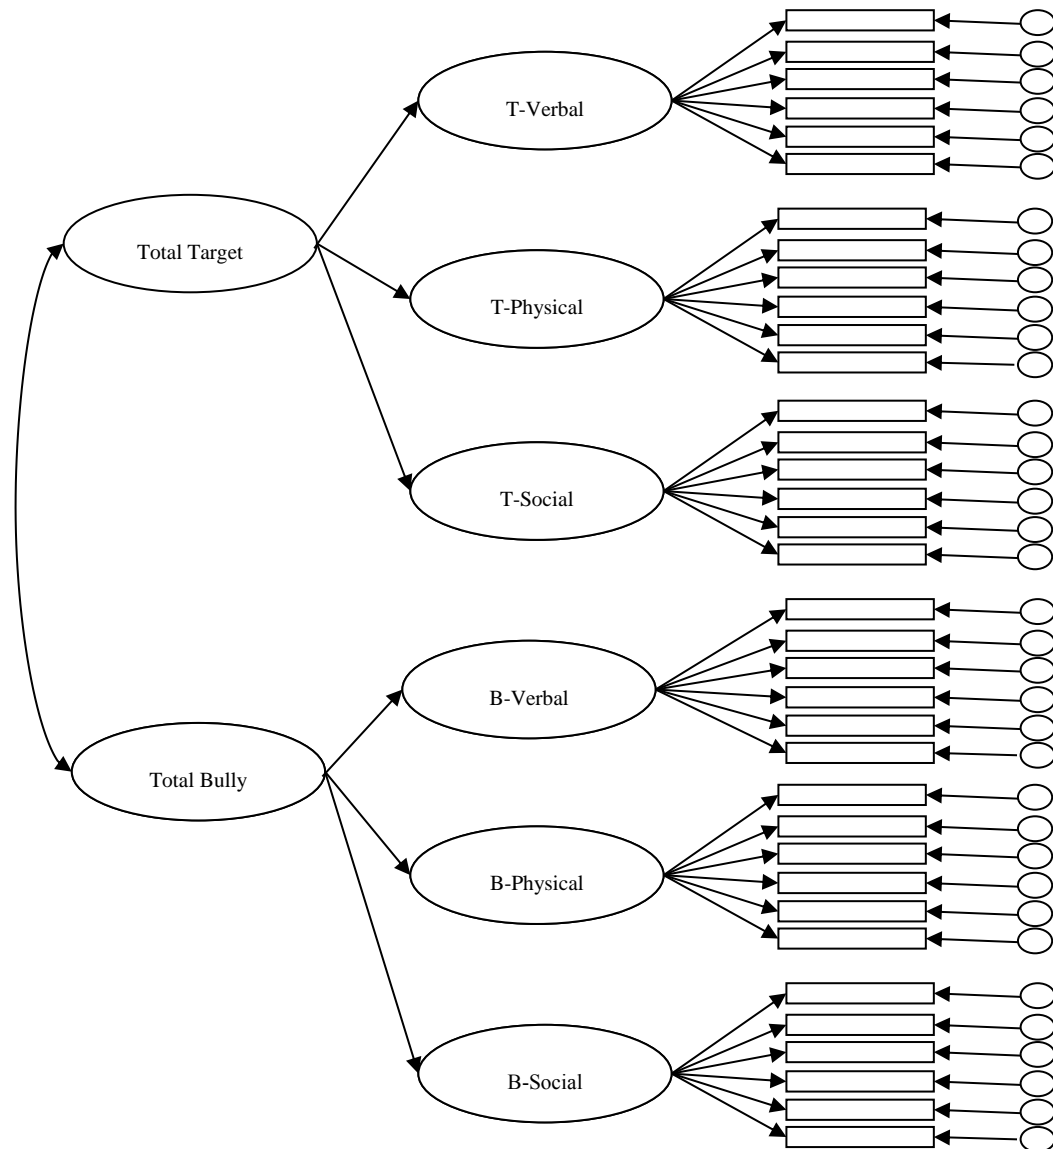 T-Verbal
Total Target
T-Physical
T-Social
B-Verbal
Total Bully
B-Physical
B-Social